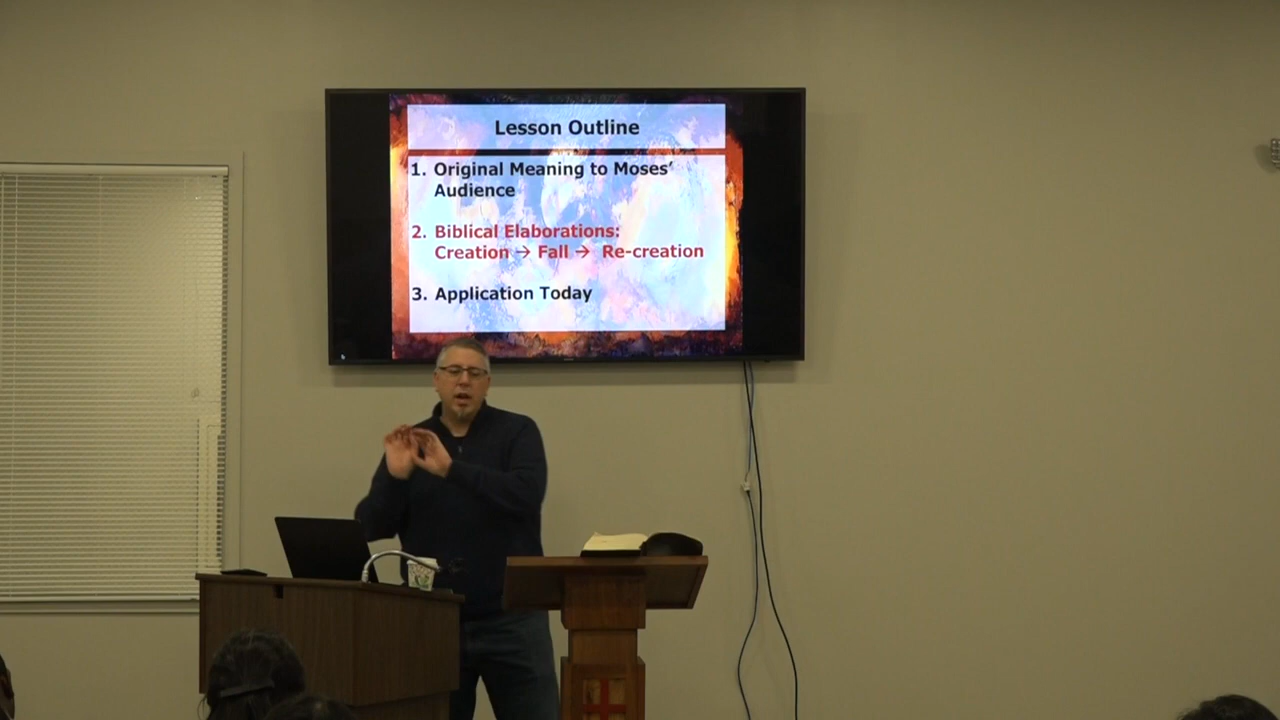 Lesson Outline
1. Original Meaning to Moses'
Audience
2. Biblical Elaborations:
Creation → Fall → Re-creation
3. Application Today